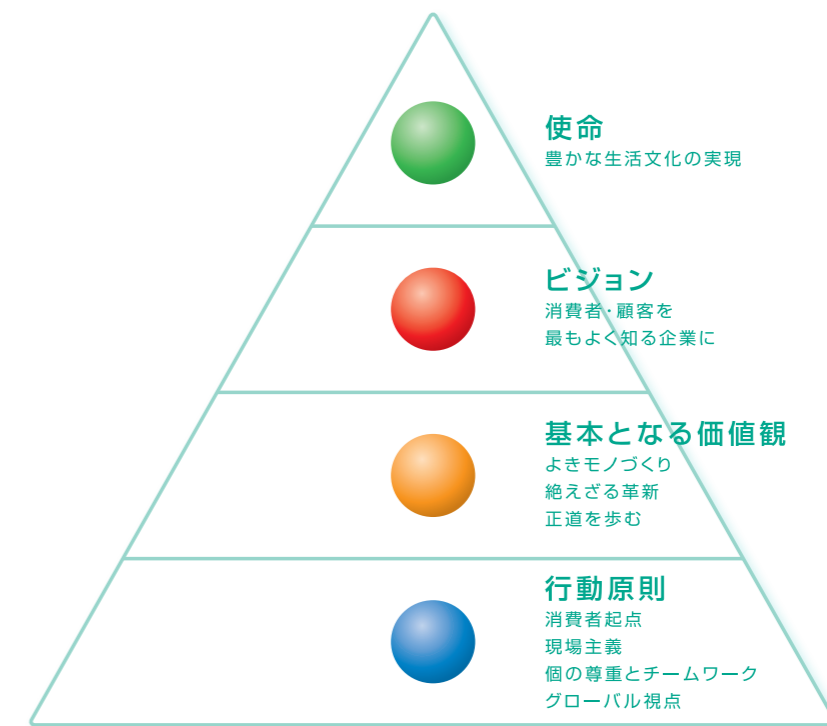 使命
豊かな生活文化の実現
ビジョン
消費者・顧客を
最もよく知る企業に
基本となる価値観
よきモノづくり
絶えざる革新
正道を歩む
行動原則
消費者起点
現場主義
個の尊重とチームワーク
グローバル視点